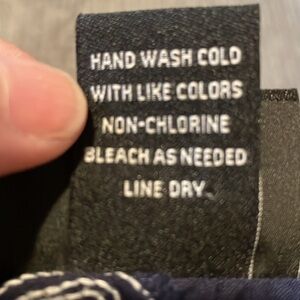 HAND WASH COLD
WITH LIKE COLORS
NON-CHLORINE
BLEACH AS NEEDED
LINE DRY